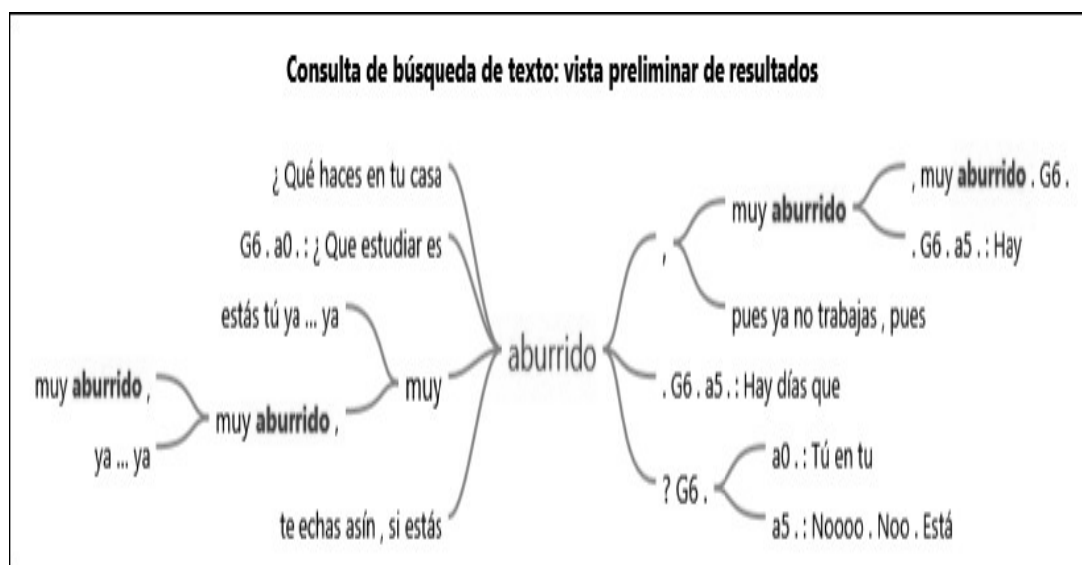 Consulta de búsqueda de texto: vista preliminar de resultados
¿ Qué haces en tu casa
G6 . a0 . : ¿ Que estudiar es
estás tú ya ... ya
muy aburrido ,
ya ... ya
muy aburrido ,
muy
te echas asín , si estás
aburrido
,
muy aburrido
, muy aburrido . G6 .
. G6 . a5 . : Hay
pues ya no trabajas , pues
. G6 . a5 . : Hay días que
? G6 .
a0 . : Tú en tu
a5 . : Noooo . Noo . Está